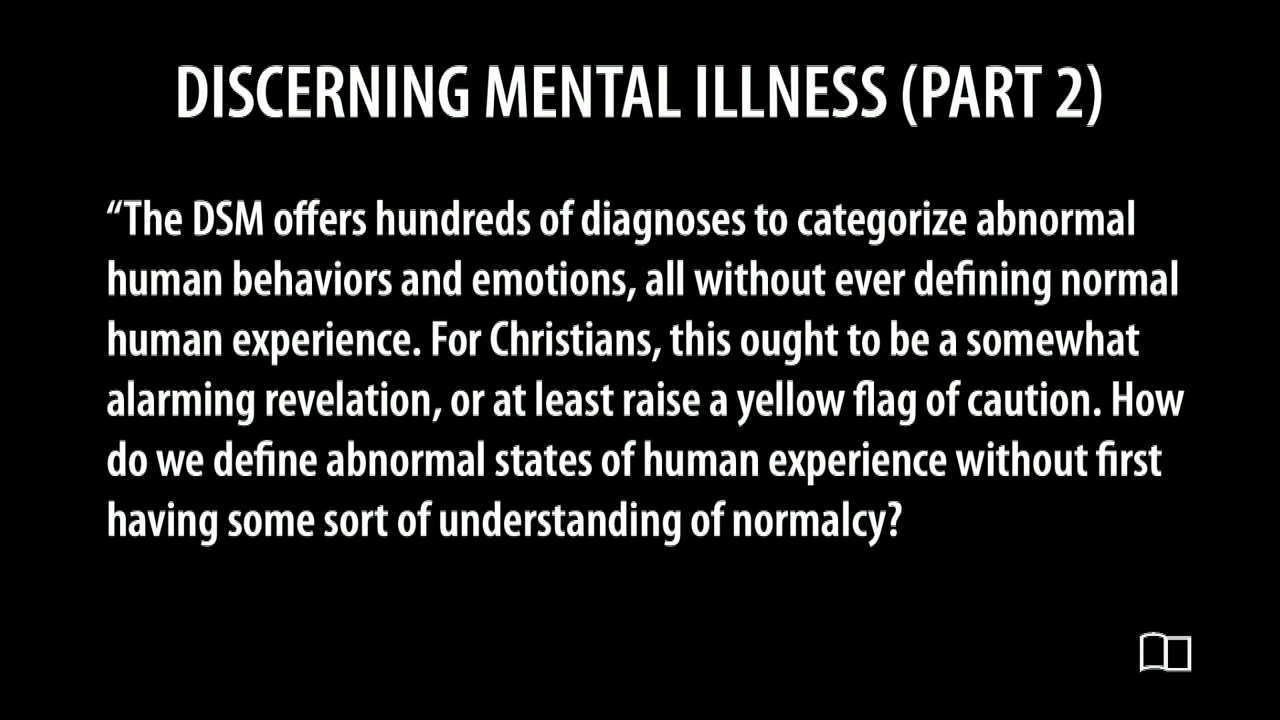 DISCERNING MENTAL ILLNESS (PART 2)
“The DSM offers hundreds of diagnoses to categorize abnormal
human behaviors and emotions, all without ever defining normal
human experience. For Christians, this ought to be a somewhat
alarming revelation, or at least raise a yellow flag of caution. How
do we define abnormal states of human experience without first
having some sort of understanding of normalcy?